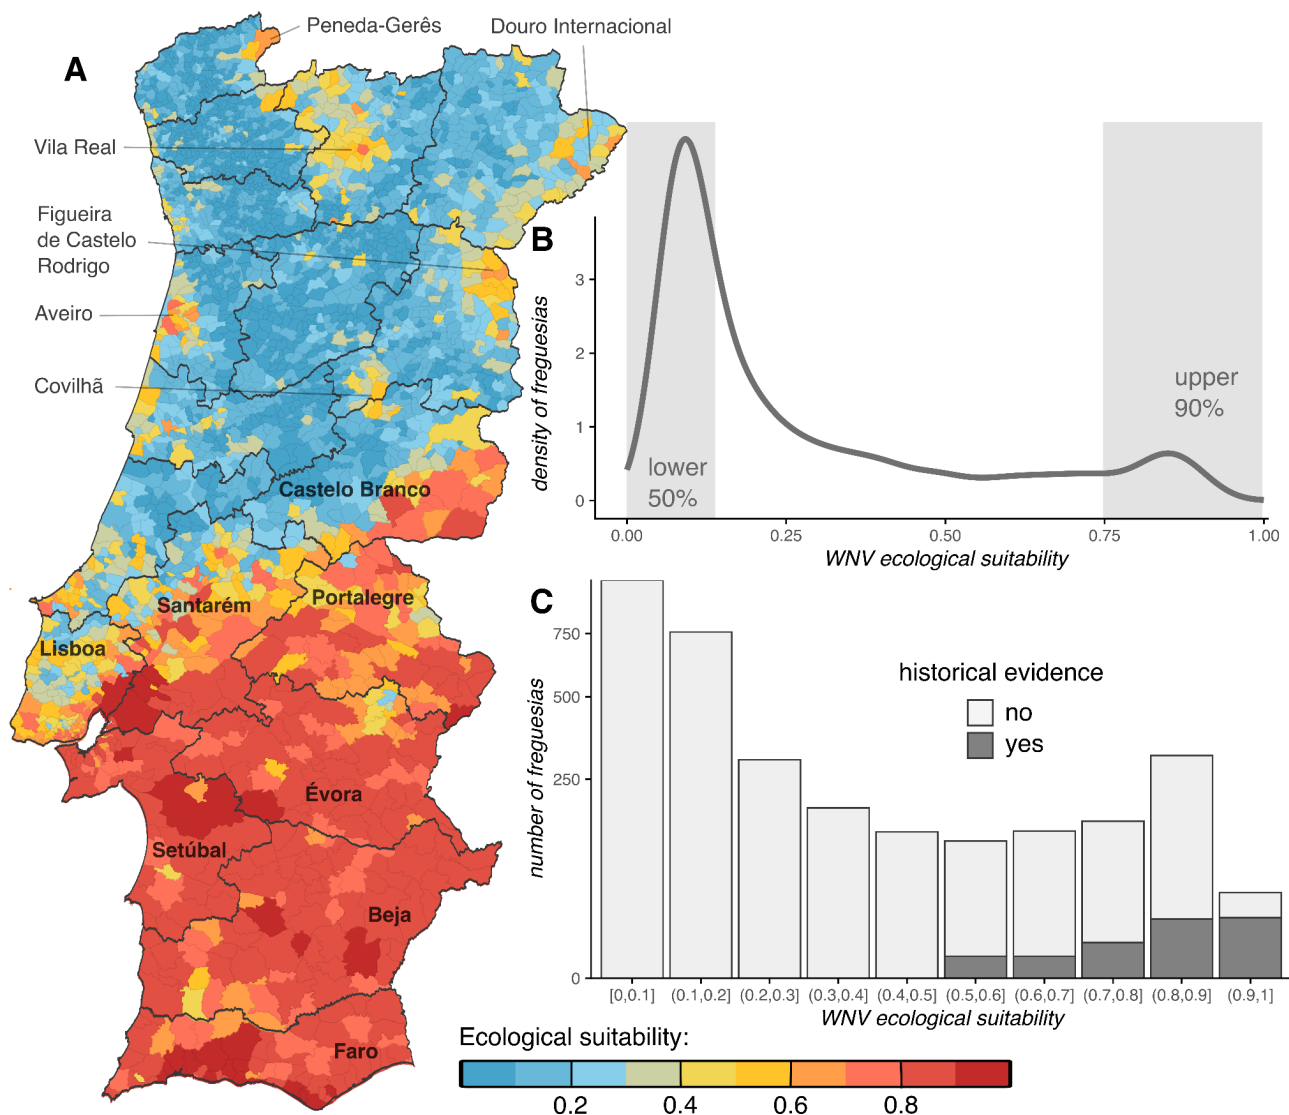 Peneda-Gerês
Douro Internacional
A
Vila Real
Figueira
de Castelo
Rodrigo
Aveiro
Covilhã
Castelo Branco
Santarém
Portalegre
Lisboa
Évora
Setúbal
Beja
Faro
B
density of freguesias
3
2
1
0
lower
50%
upper
90%
0.00
0.25
0.50
0.75
1.00
WNV ecological suitability
C
number of freguesias
750
500
250
0
historical evidence
no
yes
[0,0.1]
(0.1,0.2]
(0.2,0.3]
(0.3,0.4]
(0.4,0.5]
(0.5,0.6]
(0.6,0.7]
(0.7,0.8]
(0.8,0.9]
(0.9,1]
WNV ecological suitability
Ecological suitability:
0.2
0.4
0.6
0.8